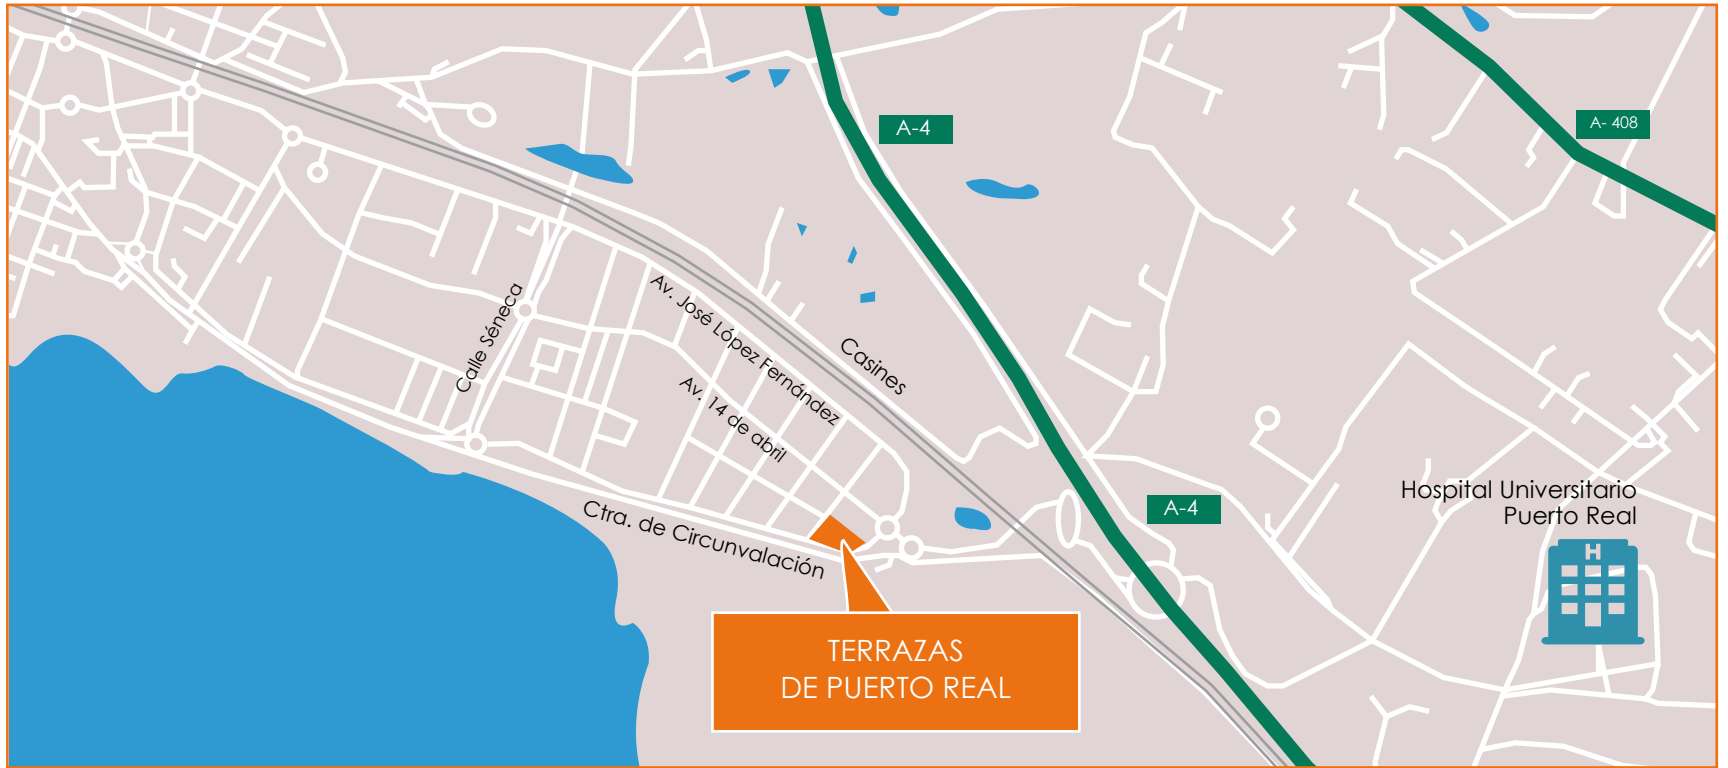 A-4
A- 408
Calle Séneca
Av. José López Fernández
Casines
Av. 14 de abril
Hospital Universitario
Puerto Real
A-4
H
Ctra. de Circunvalación
TERRAZAS
DE PUERTO REAL